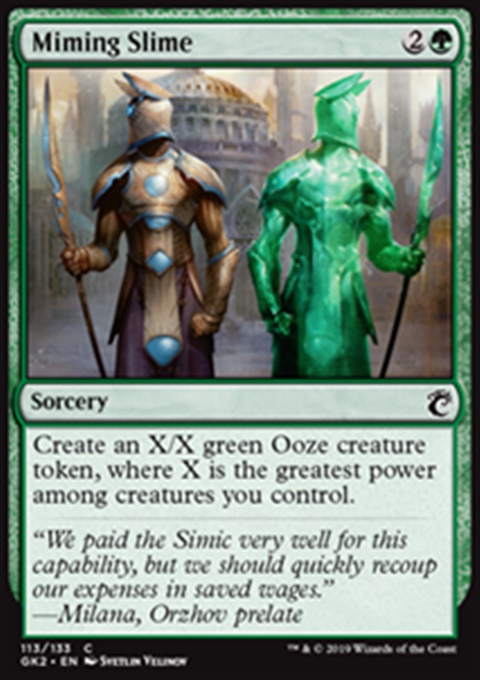 Miming Slime 2
Sorcery
Create an X/X green Ooze creature
token, where X is the greatest power
among creatures you control.
“We paid the Simic very well for this
capability, but we should quickly recoup
our expenses in saved wages.”
—Milana, Orzhov prelate
113/133 C
™ & © 2019 Wizards of the Coast
GK2 • EN Svetlin Velinov